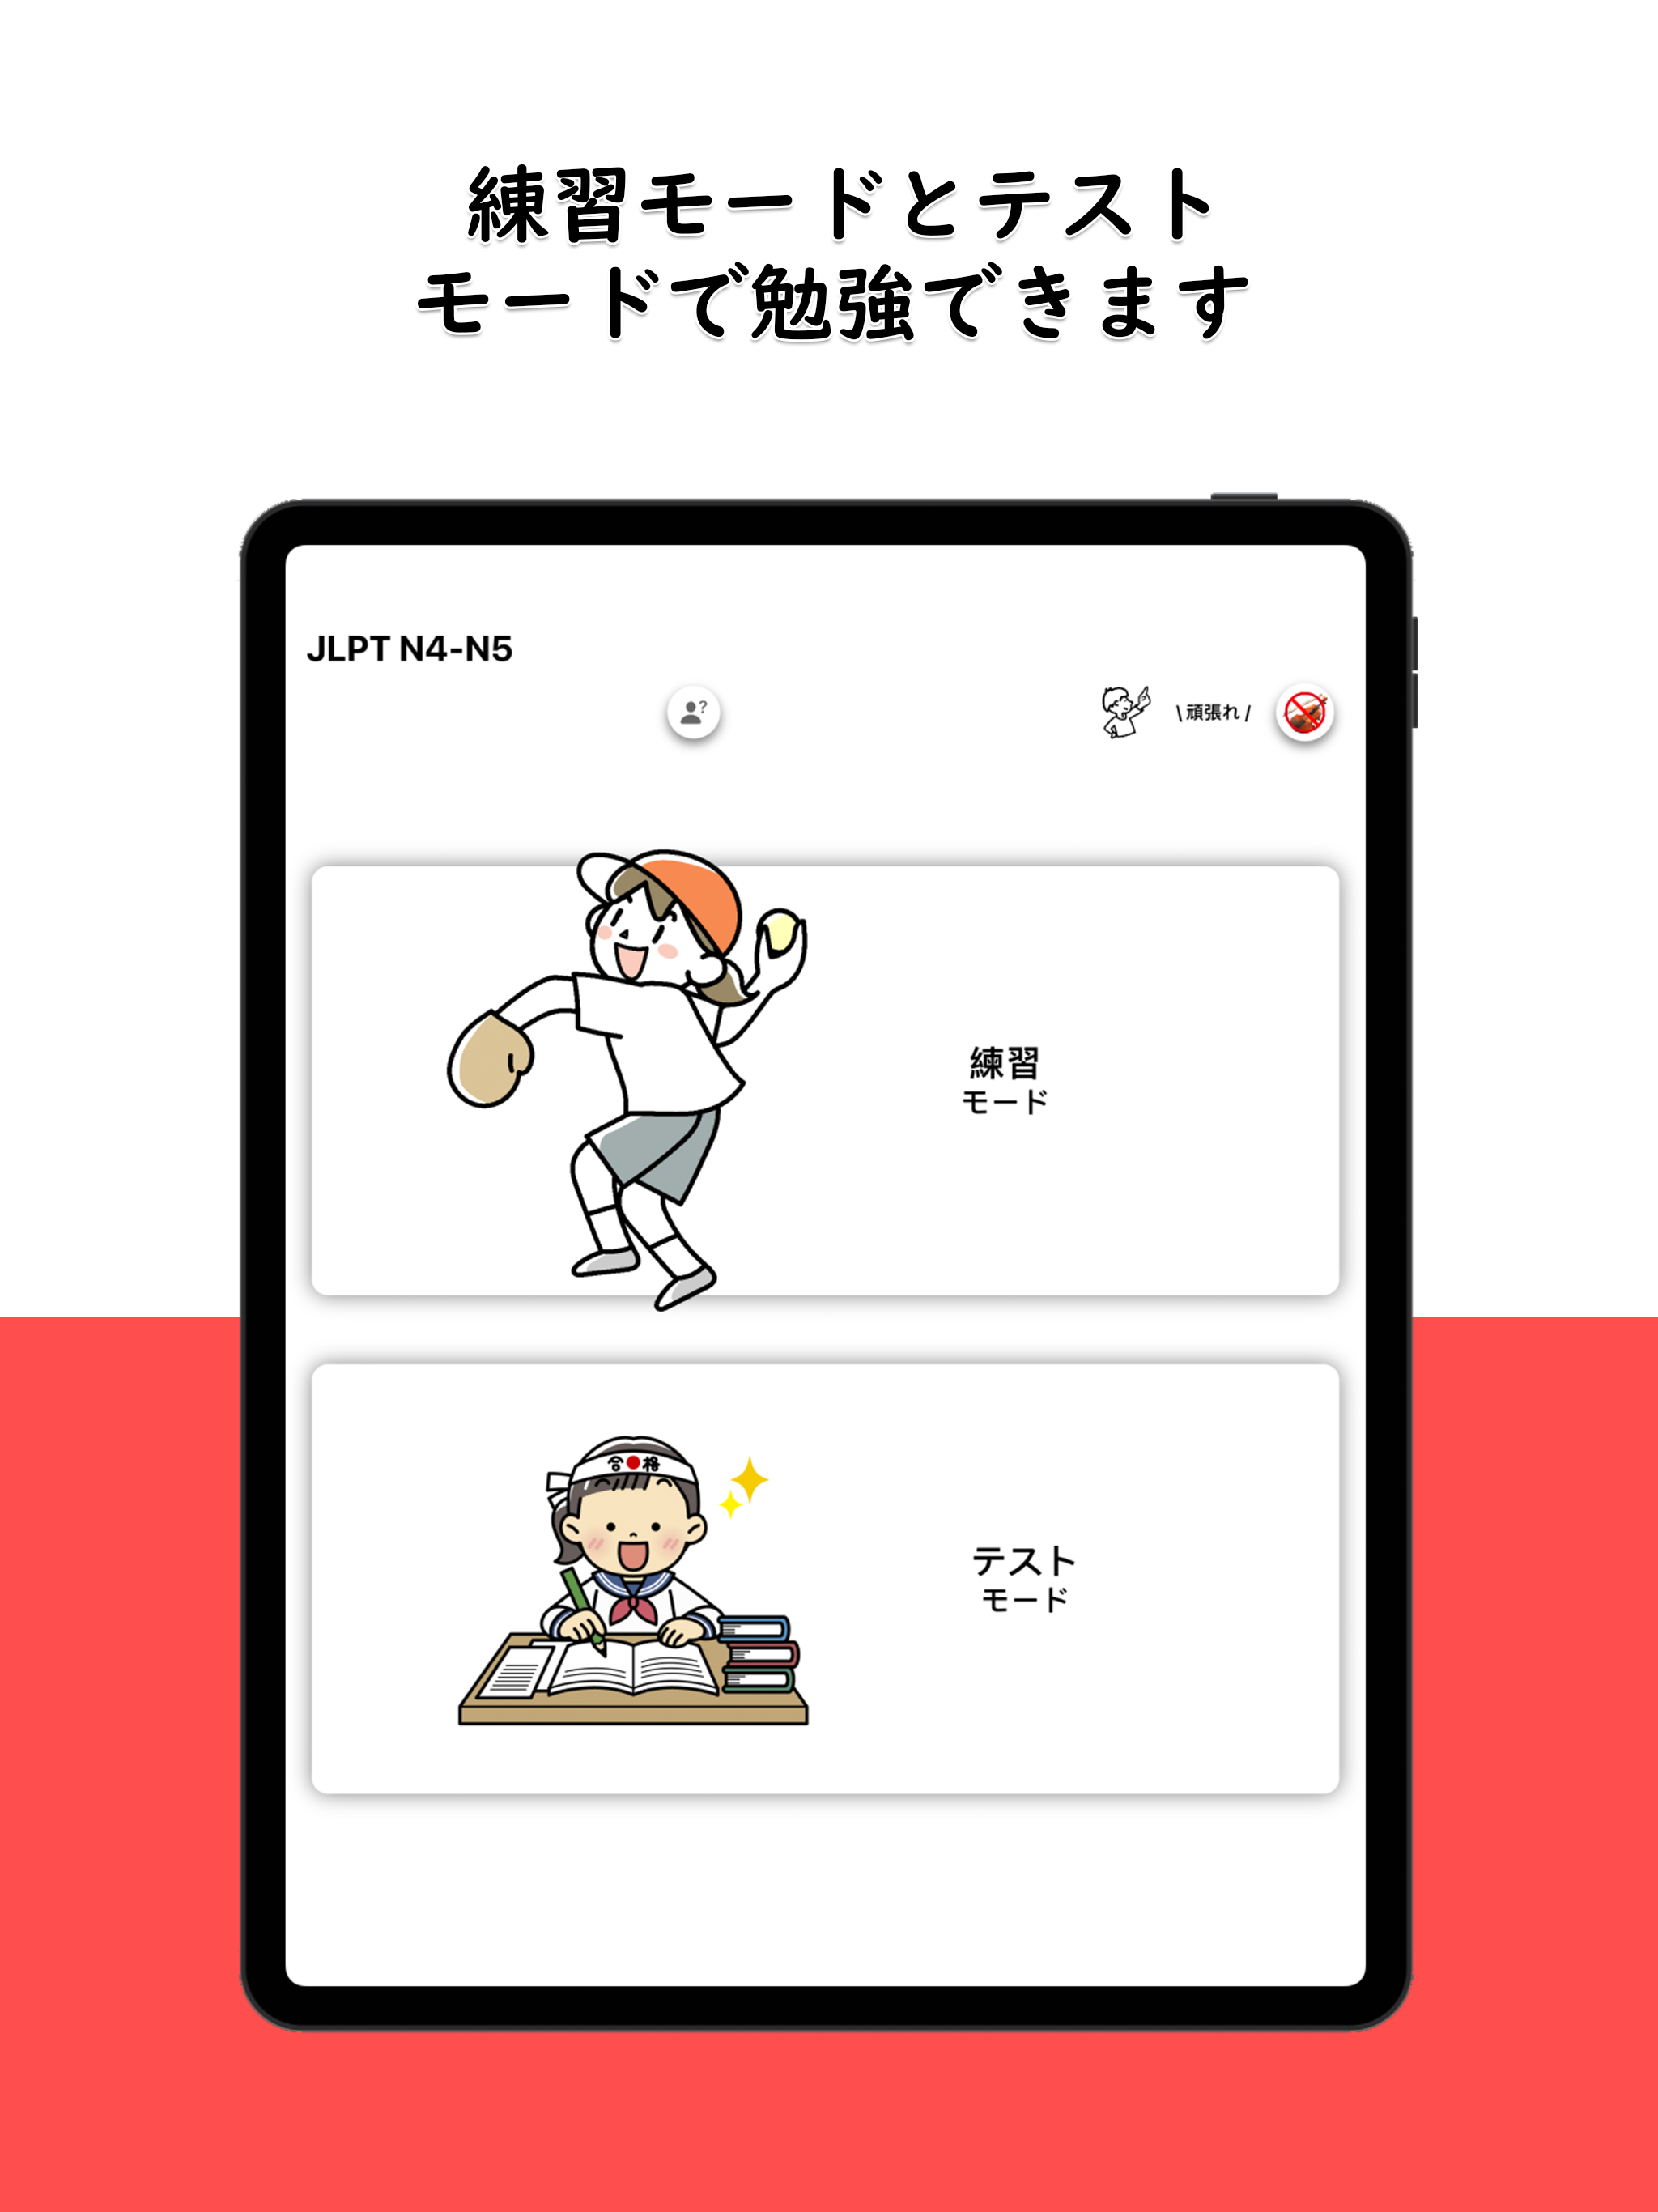 練習モードとテスト
モードで勉強できます
JLPT N4-N5
?
\ 頑張れ /
練習
モード
合格
テスト
モード